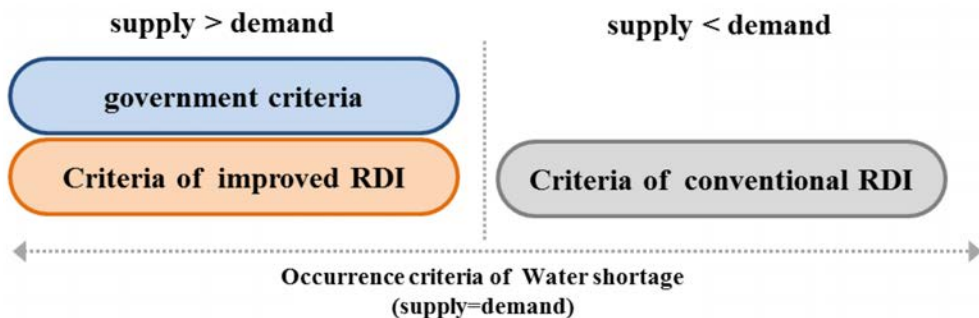 supply > demand
supply < demand
government criteria
Criteria of improved RDI
Criteria of conventional RDI
Occurrence criteria of Water shortage
(supply=demand)